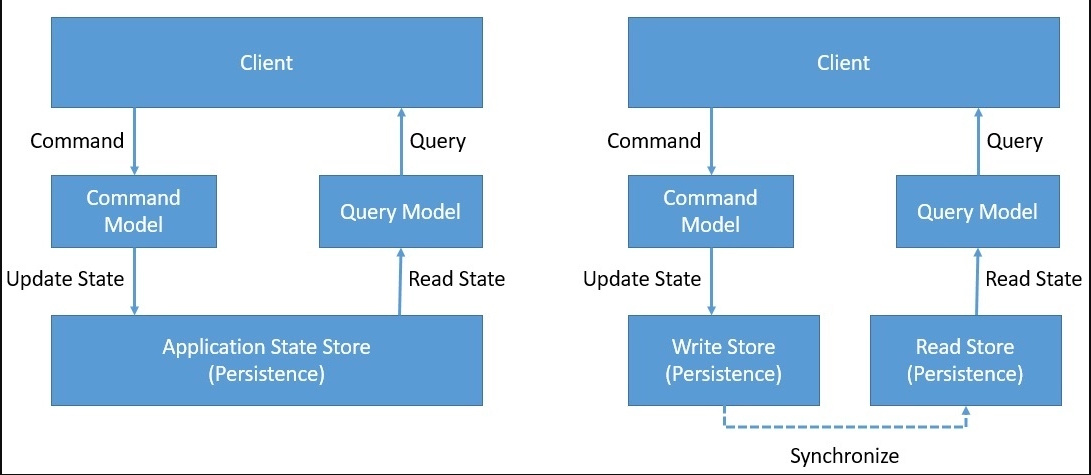 Client
Command
Query
Command
Model
Query Model
Update State
Read State
Application State Store
(Persistence)
Client
Command
Query
Command
Model
Query Model
Update State
Read State
Write Store
(Persistence)
Read Store
(Persistence)
Synchronize